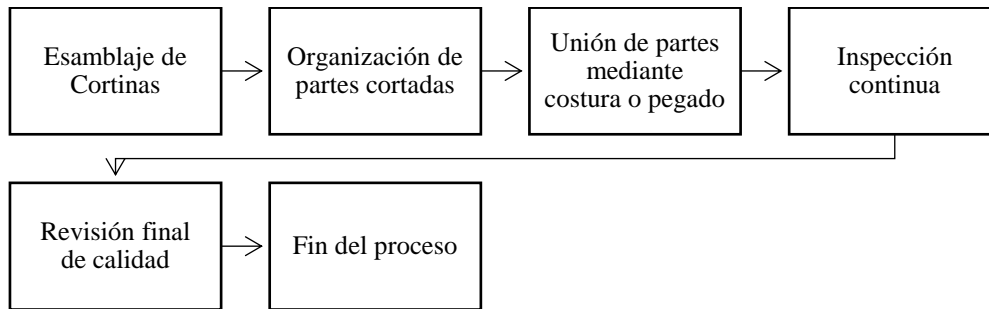 Esamblaje de
Cortinas
Organización de
partes cortadas
Unión de partes
mediante
costura o pegado
Inspección
continua
Revisión final
de calidad
Fin del proceso